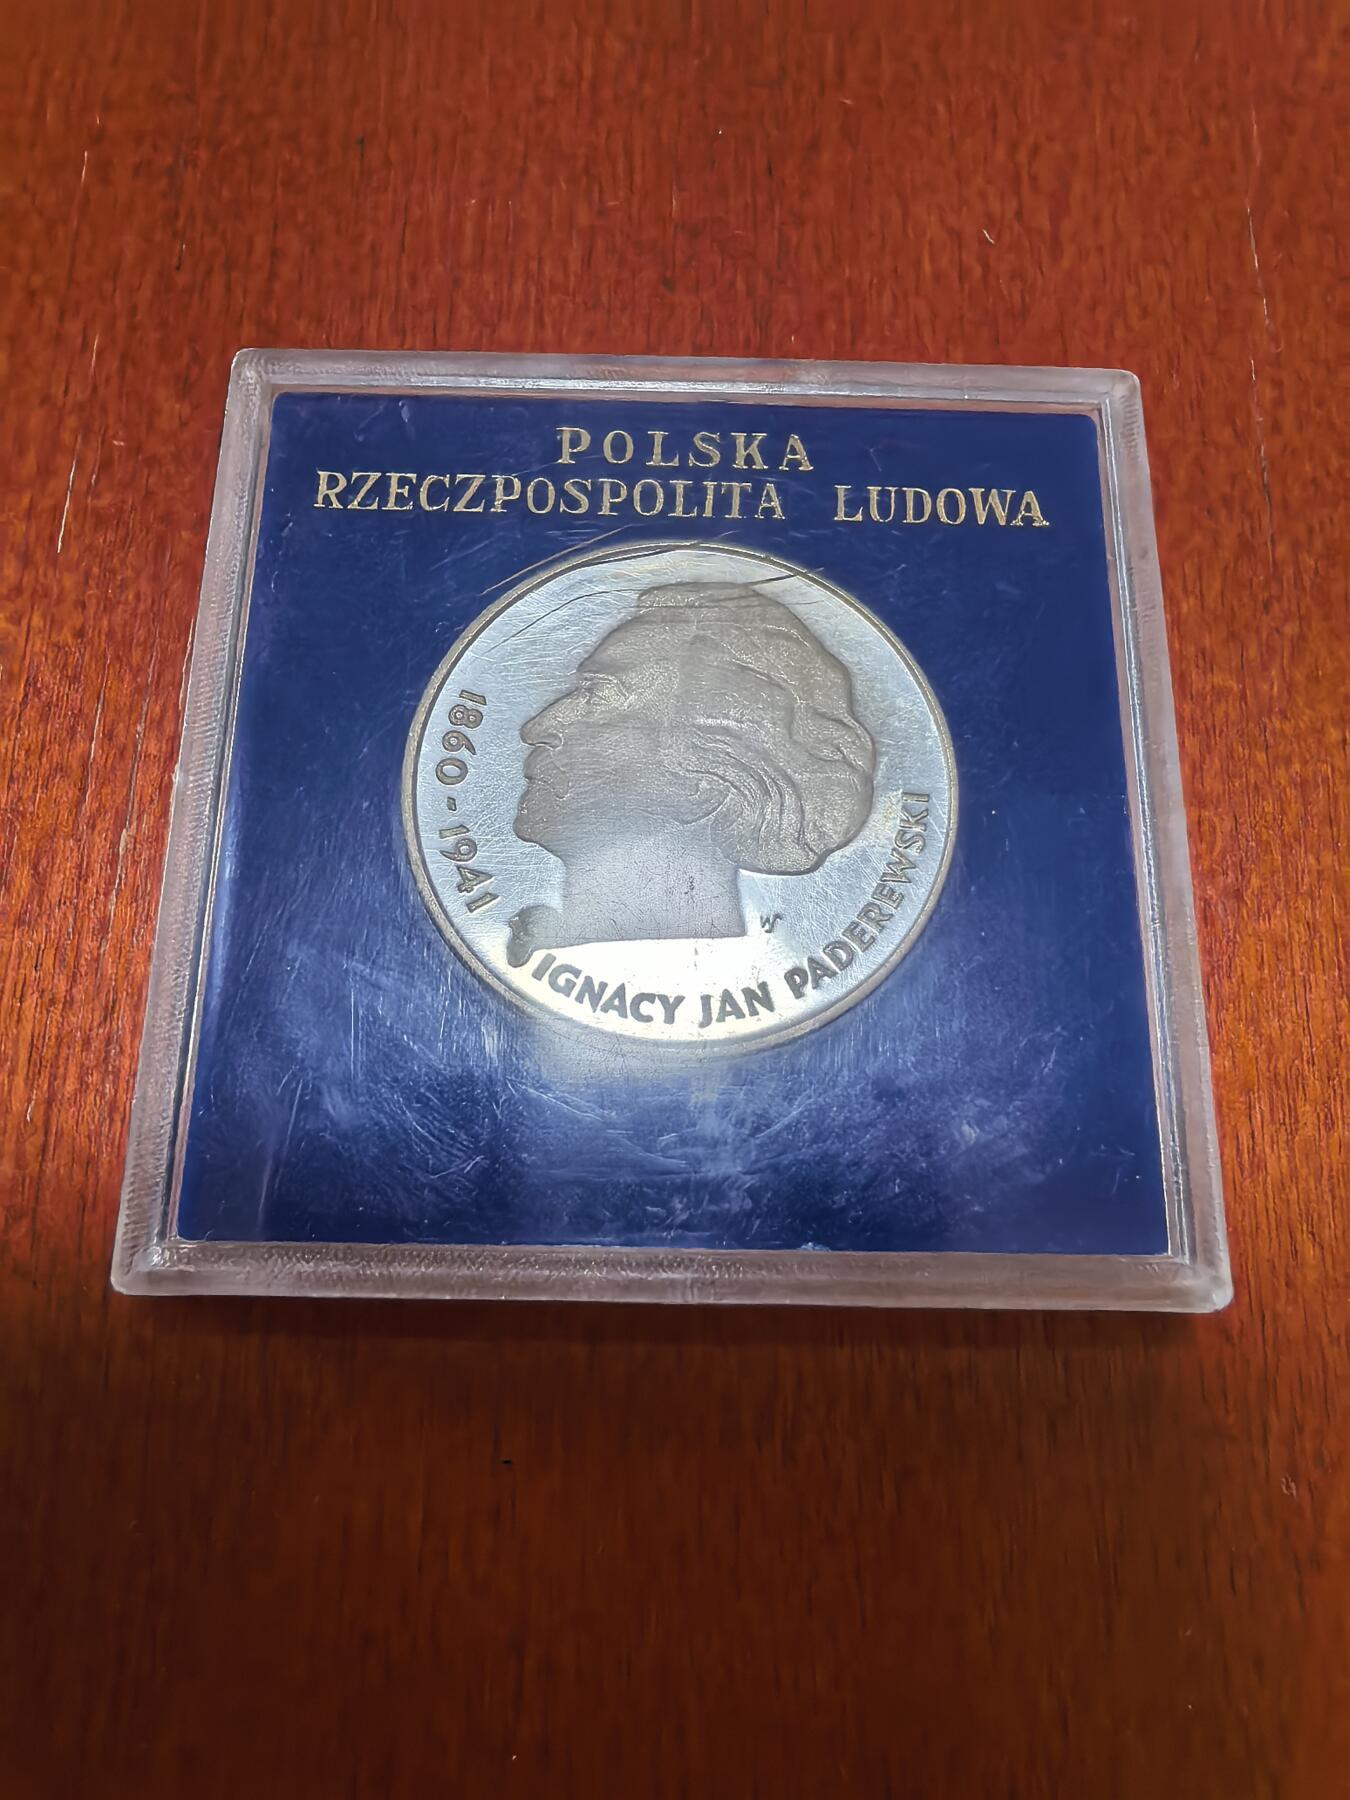 POLSKA
RZECZPOSPOLITA LUDOWA
1860-1941
IGNACY JAN PADEREWSKI